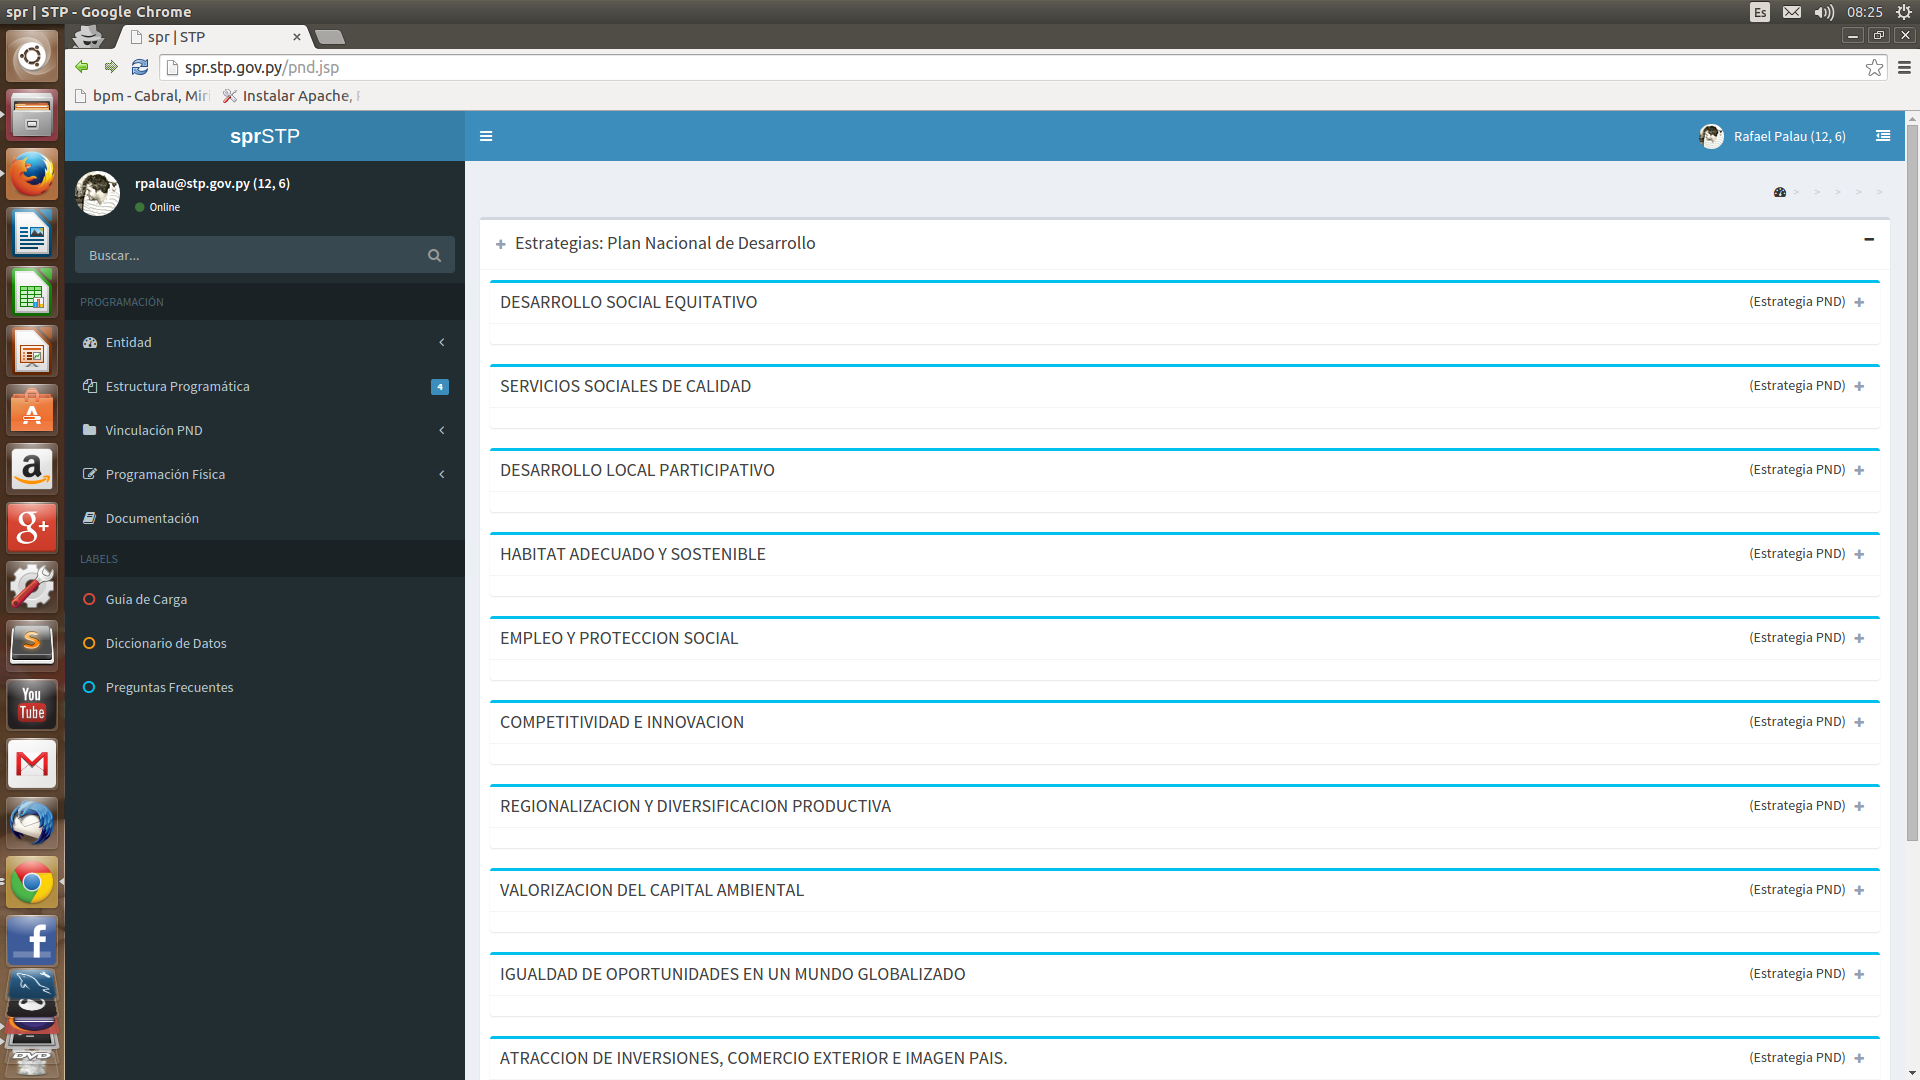 spr | STP - Google Chrome
Es
08:25
spr | STP
spr.stp.gov.py/pnd.jsp
bpm - Cabral, Miri
Instalar Apache,
sprSTP
Rafael Palau (12, 6)
rpalau@stp.gov.py (12, 6)
Online
Buscar...
PROGRAMACIÓN
Entidad
Estructura Programática
4
Vinculación PND
Programación Física
Documentación
LABELS
Guía de Carga
Diccionario de Datos
Preguntas Frecuentes
> > > > >
Estrategias: Plan Nacional de Desarrollo
DESARROLLO SOCIAL EQUITATIVO (Estrategia PND)
SERVICIOS SOCIALES DE CALIDAD (Estrategia PND)
DESARROLLO LOCAL PARTICIPATIVO (Estrategia PND)
HABITAT ADECUADO Y SOSTENIBLE (Estrategia PND)
EMPLEO Y PROTECCION SOCIAL (Estrategia PND)
COMPETITIVIDAD E INNOVACION (Estrategia PND)
REGIONALIZACION Y DIVERSIFICACION PRODUCTIVA (Estrategia PND)
VALORIZACION DEL CAPITAL AMBIENTAL (Estrategia PND)
IGUALDAD DE OPORTUNIDADES EN UN MUNDO GLOBALIZADO (Estrategia PND)
ATRACCION DE INVERSIONES, COMERCIO EXTERIOR E IMAGEN PAIS. (Estrategia PND)
a
g+
S
You
Tube
f
DVD